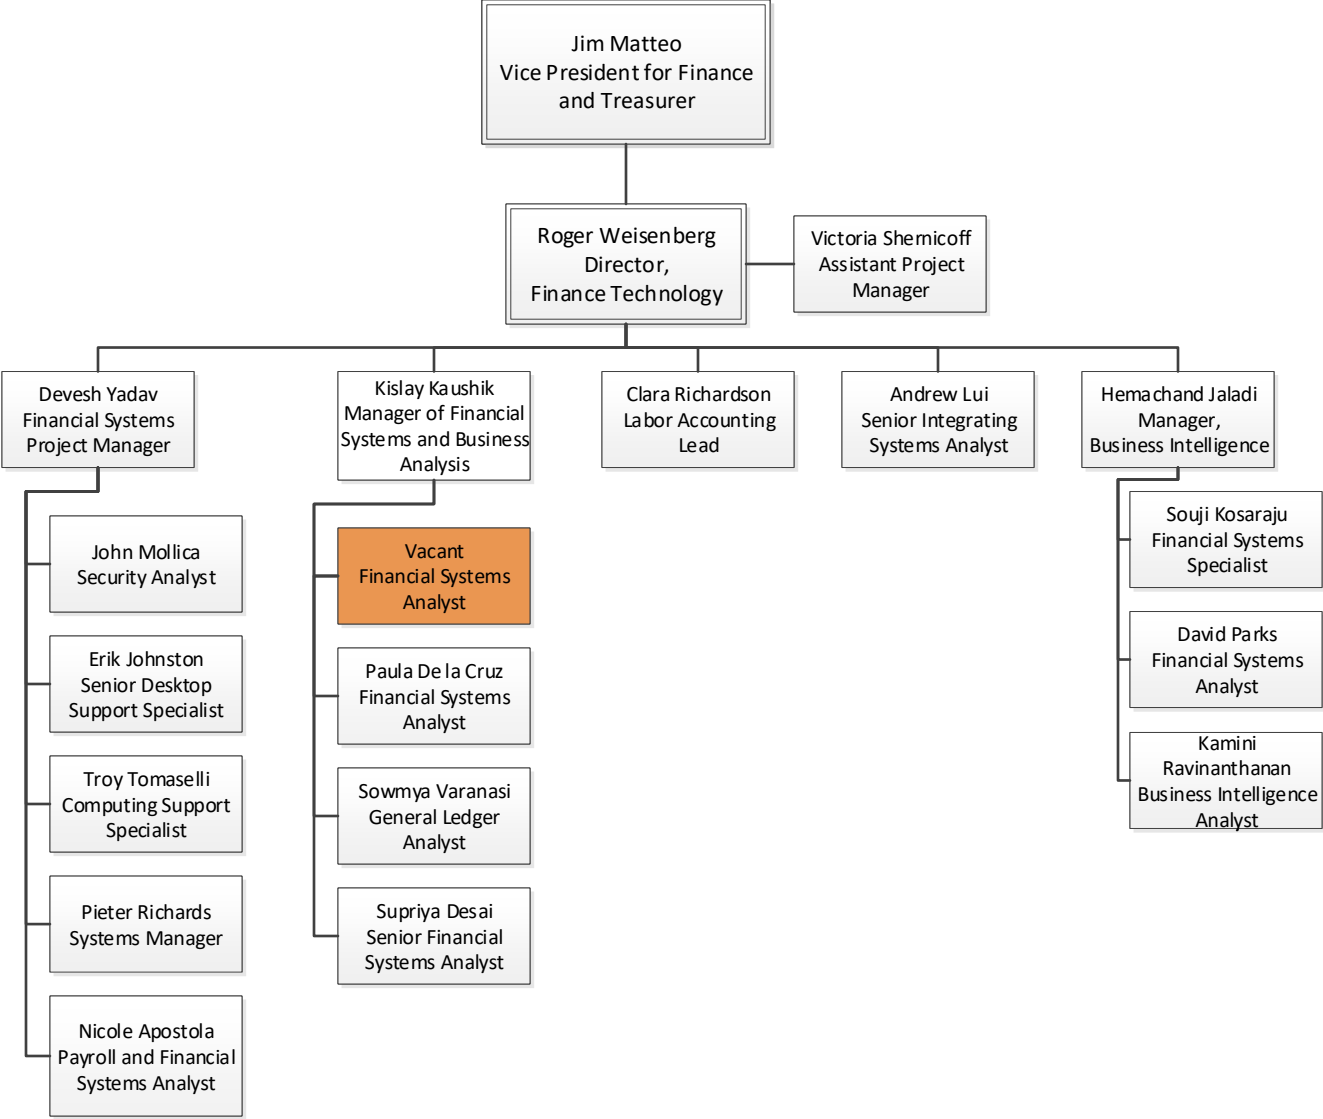 Jim Matteo
Vice President for Finance
and Treasurer
Roger Weisenberg
Director,
Finance Technology
Victoria Shernicoff
Assistant Project
Manager
Devesh Yadav
Financial Systems
Project Manager
Kislay Kaushik
Manager of Financial
Systems and Business
Analysis
Clara Richardson
Labor Accounting
Lead
Andrew Lui
Senior Integrating
Systems Analyst
Hemachand Jaladi
Manager,
Business Intelligence
John Mollica
Security Analyst
Erik Johnston
Senior Desktop
Support Specialist
Troy Tomaselli
Computing Support
Specialist
Pieter Richards
Systems Manager
Nicole Apostola
Payroll and Financial
Systems Analyst
Vacant
Financial Systems
Analyst
Paula De la Cruz
Financial Systems
Analyst
Sowmya Varanasi
General Ledger
Analyst
Supriya Desai
Senior Financial
Systems Analyst
Souji Kosaraju
Financial Systems
Specialist
David Parks
Financial Systems
Analyst
Kamini
Ravinanthanan
Business Intelligence
Analyst